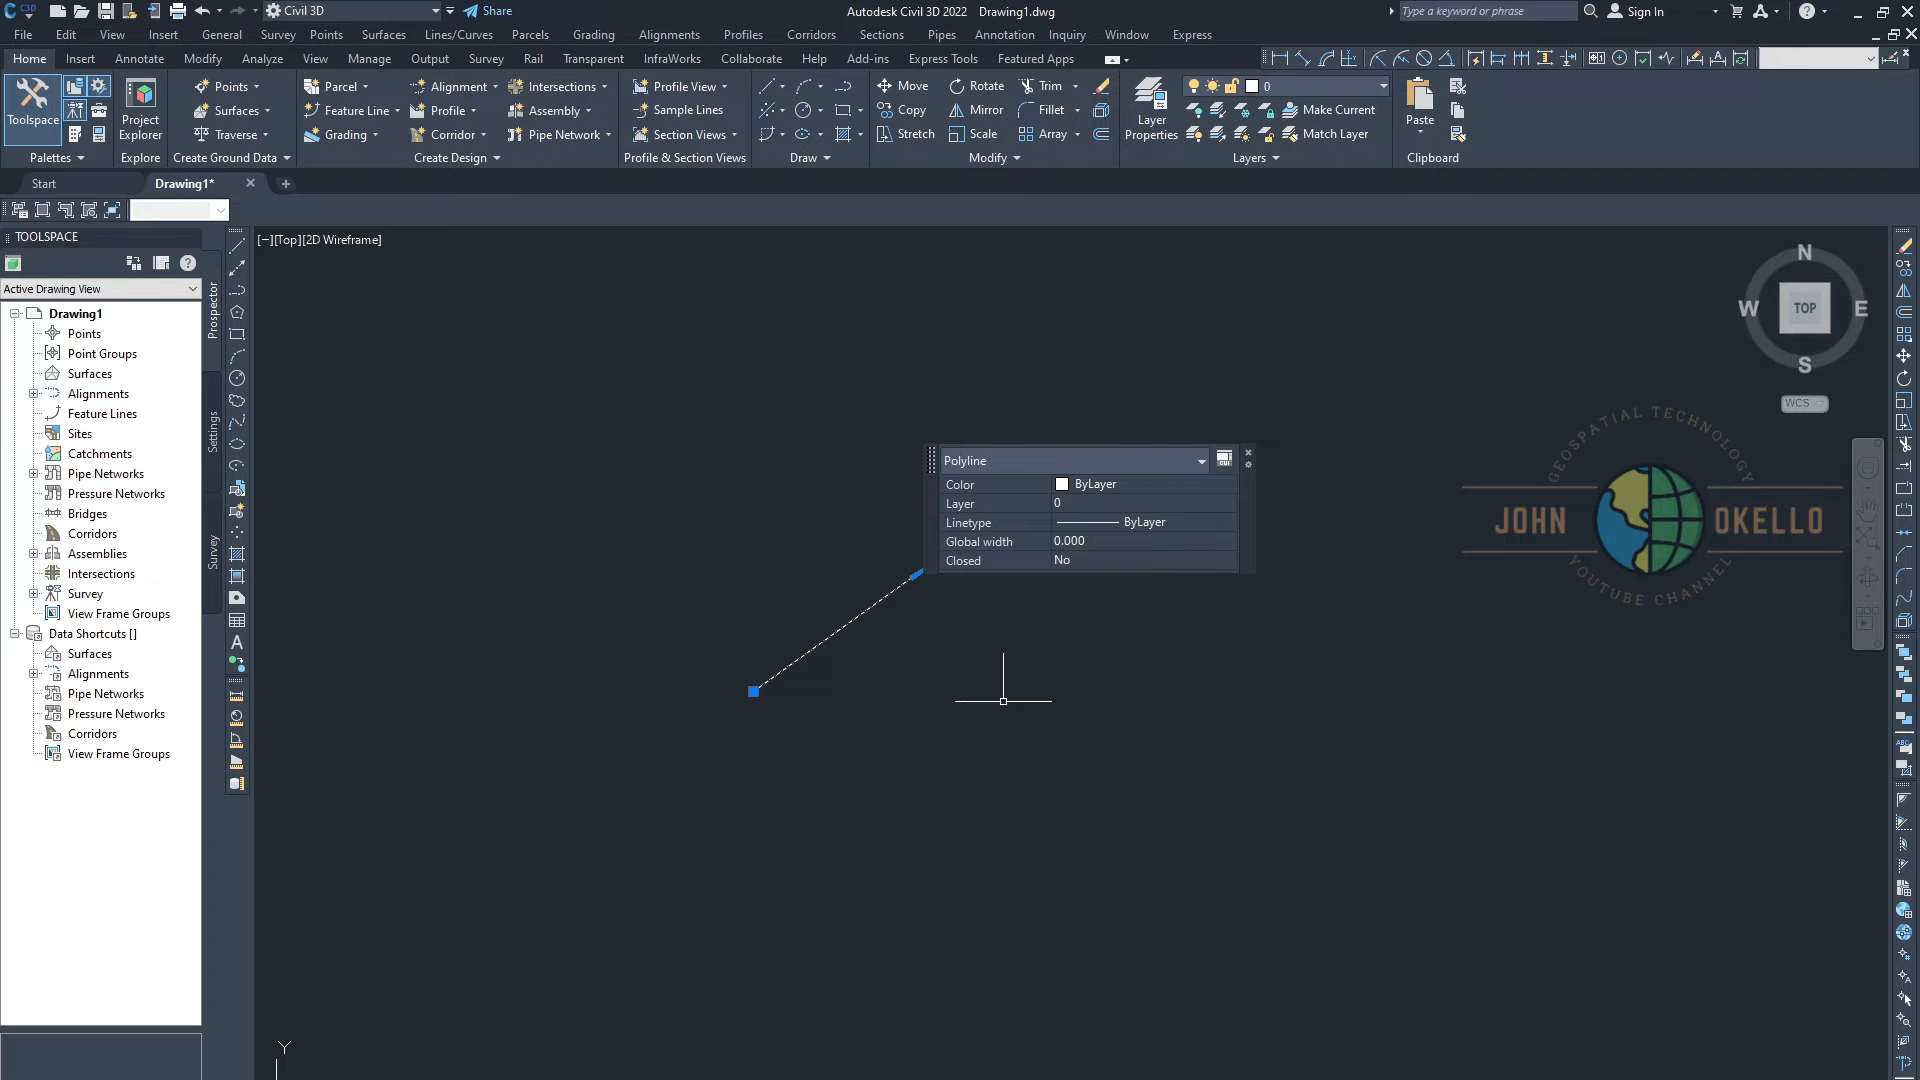 Civil 3D
Share
Autodesk Civil 3D 2022 Drawing1.dwg
Type a keyword or phrase
Sign In
File Edit View Insert General Survey Points Surfaces Lines/Curves Parcels Grading Alignments Profiles Corridors Sections Pipes Annotation Inquiry Window Express
Home Insert Annotate Modify Analyze View Manage Output Survey Rail Transparent InfraWorks Collaborate Help Add-ins Express Tools Featured Apps
Toolspace
Palettes
Project
Explorer
Explore
Points
Surfaces
Traverse
Create Ground Data
Parcel
Feature Line
Grading
Alignment
Profile
Corridor
Intersections
Assembly
Pipe Network
Create Design
Profile View
Sample Lines
Section Views
Profile & Section Views
Draw
Move
Copy
Stretch
Rotate
Mirror
Scale
Trim
Fillet
Array
Modify
Layer
Properties
0
Make Current
Match Layer
Layers
Paste
Clipboard
Start
Drawing1*
TOOLSPACE
Active Drawing View
Drawing1
Points
Point Groups
Surfaces
Alignments
Feature Lines
Sites
Catchments
Pipe Networks
Pressure Networks
Bridges
Corridors
Assemblies
Intersections
Survey
View Frame Groups
Data Shortcuts []
Surfaces
Alignments
Pipe Networks
Pressure Networks
Corridors
View Frame Groups
Prospector
Settings
Survey
[−][Top][2D Wireframe]
Polyline
Color ByLayer
Layer 0
Linetype ByLayer
Global width 0.000
Closed No
N
W TOP E
S
WCS
GEOSPATIAL TECHNOLOGY
JOHN OKELLO
YOUTUBE CHANNEL
Y